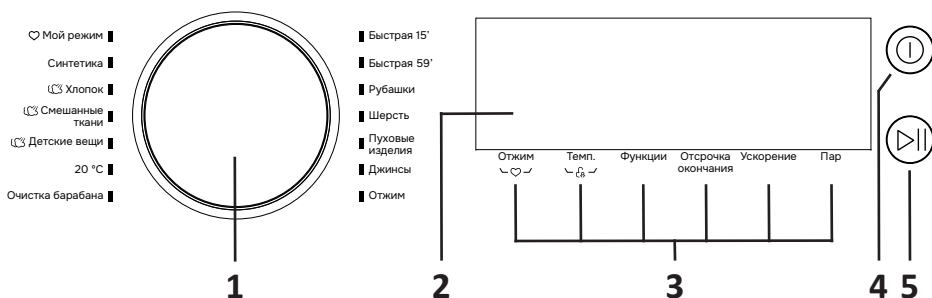 Мой режим
Синтетика
Хлопок
Смешанные
ткани
Детские вещи
20 °C
Очистка барабана
Быстрая 15’
Быстрая 59’
Рубашки
Шерсть
Пуховые
изделия
Джинсы
Отжим
Отжим Темп. Функции Отсрочка Ускорение Пар
окончания
1 2 3 4 5